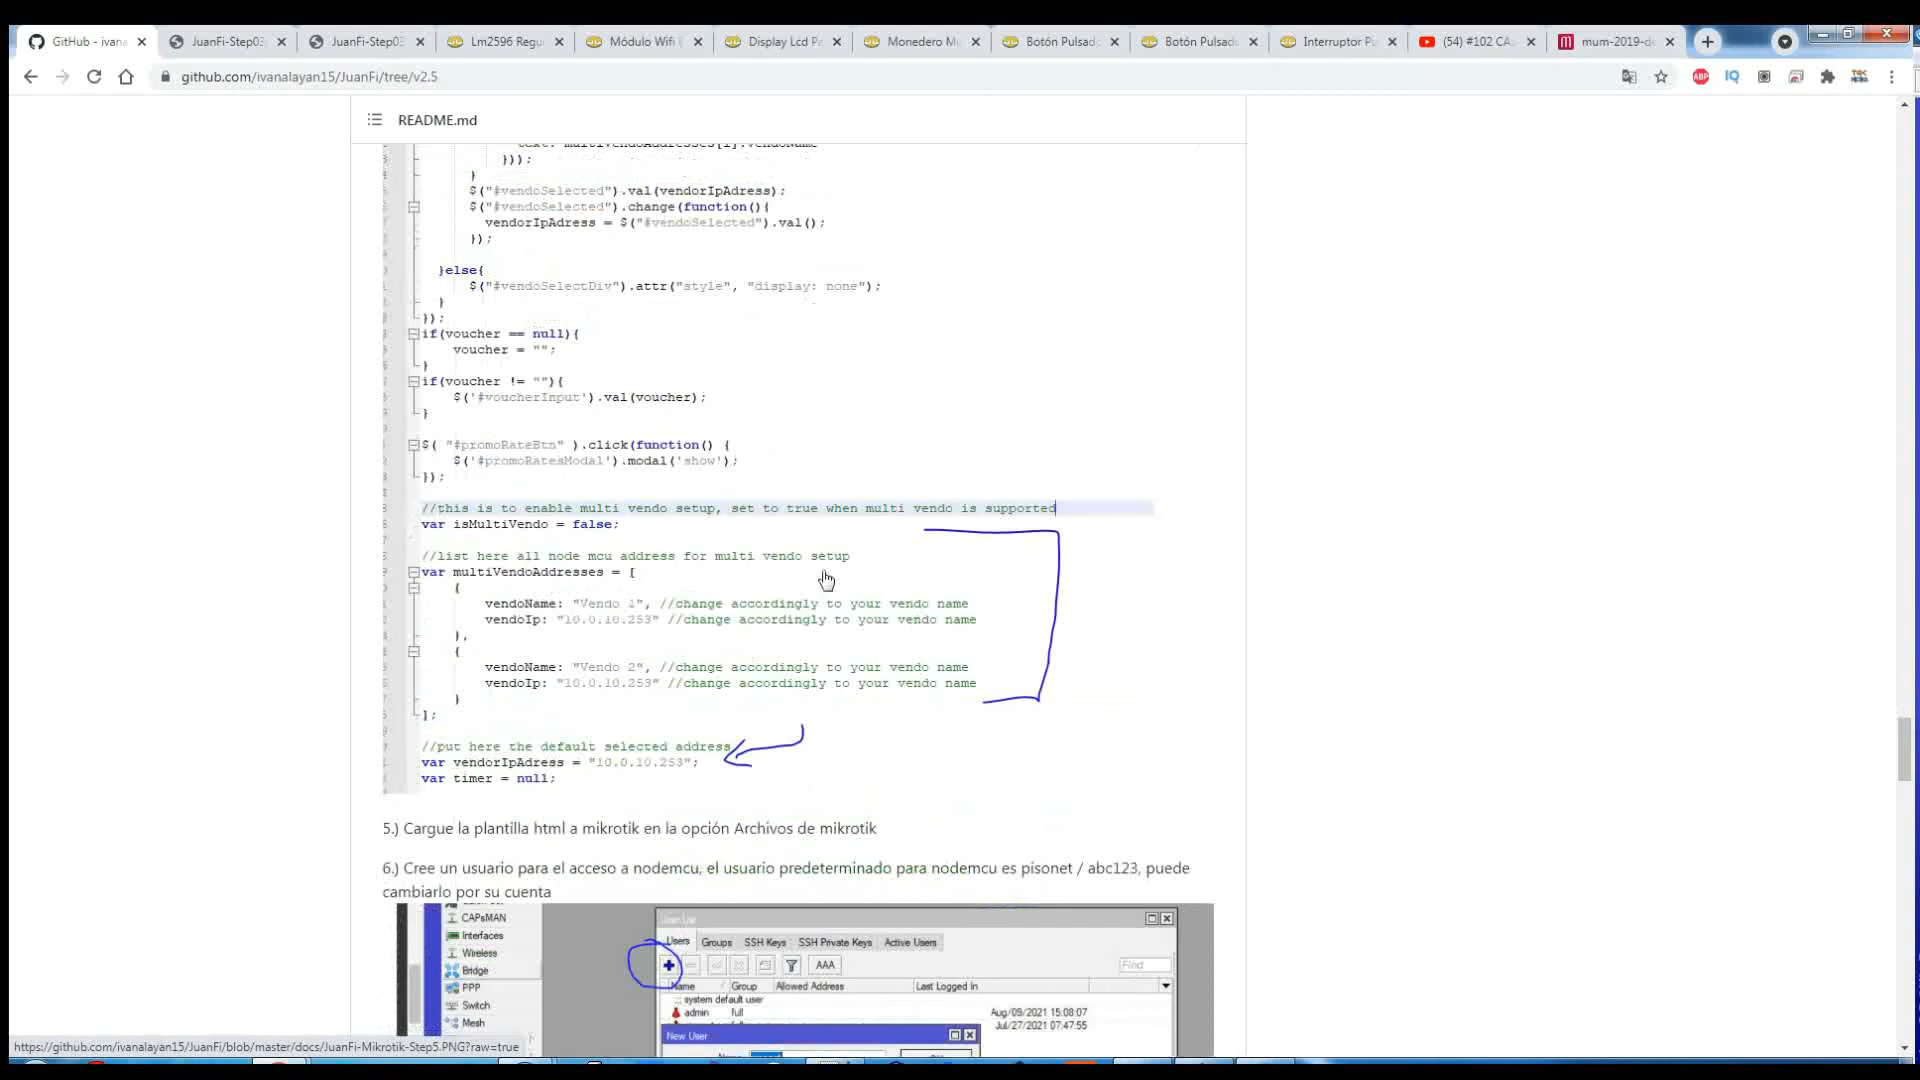 GitHub - ivana
JuanFi-Step03
JuanFi-Step03
Lm2596 Regu
Módulo Wifi
Display Lcd Pa
Monedero Mu
Botón Pulsad
Botón Pulsad
Interruptor P
(54) #102 CA
mum-2019-de
github.com/ivanalayan15/JuanFi/tree/v2.5
README.md
text: multiVendoAddresses[i].vendoName
}));
}
$("#vendoSelected").val(vendorIpAdress);
$("#vendoSelected").change(function(){
vendorIpAdress = $("#vendoSelected").val();
});
}else{
$("#vendoSelectDiv").attr("style", "display: none");
}
});
if(voucher == null){
voucher = "";
}
if(voucher != ""){
$('#voucherInput').val(voucher);
}
$( "#promoRateBtn" ).click(function() {
$('#promoRatesModal').modal('show');
});
//this is to enable multi vendo setup, set to true when multi vendo is supported
var isMultiVendo = false;
//list here all node mcu address for multi vendo setup
var multiVendoAddresses = [
{
vendoName: "Vendo 1", //change accordingly to your vendo name
vendoIp: "10.0.10.253" //change accordingly to your vendo name
},
{
vendoName: "Vendo 2", //change accordingly to your vendo name
vendoIp: "10.0.10.253" //change accordingly to your vendo name
}
];
//put here the default selected address
var vendorIpAdress = "10.0.10.253";
var timer = null;
5.) Cargue la plantilla html a mikrotik en la opción Archivos de mikrotik
6.) Cree un usuario para el acceso a nodemcu, el usuario predeterminado para nodemcu es pisonet / abc123, puede
cambiarlo por su cuenta
CAPsMAN
Interfaces
Wireless
Bridge
PPP
Switch
Mesh
User List
Users Groups SSH Keys SSH Private Keys Active Users
AAA Find
Name Group Allowed Address Last Logged In
;;; system default user
admin full Aug/09/2021 15:08:07
Jul/27/2021 07:47:55
New User
https://github.com/ivanalayan15/JuanFi/blob/master/docs/JuanFi-Mikrotik-Step5.PNG?raw=true